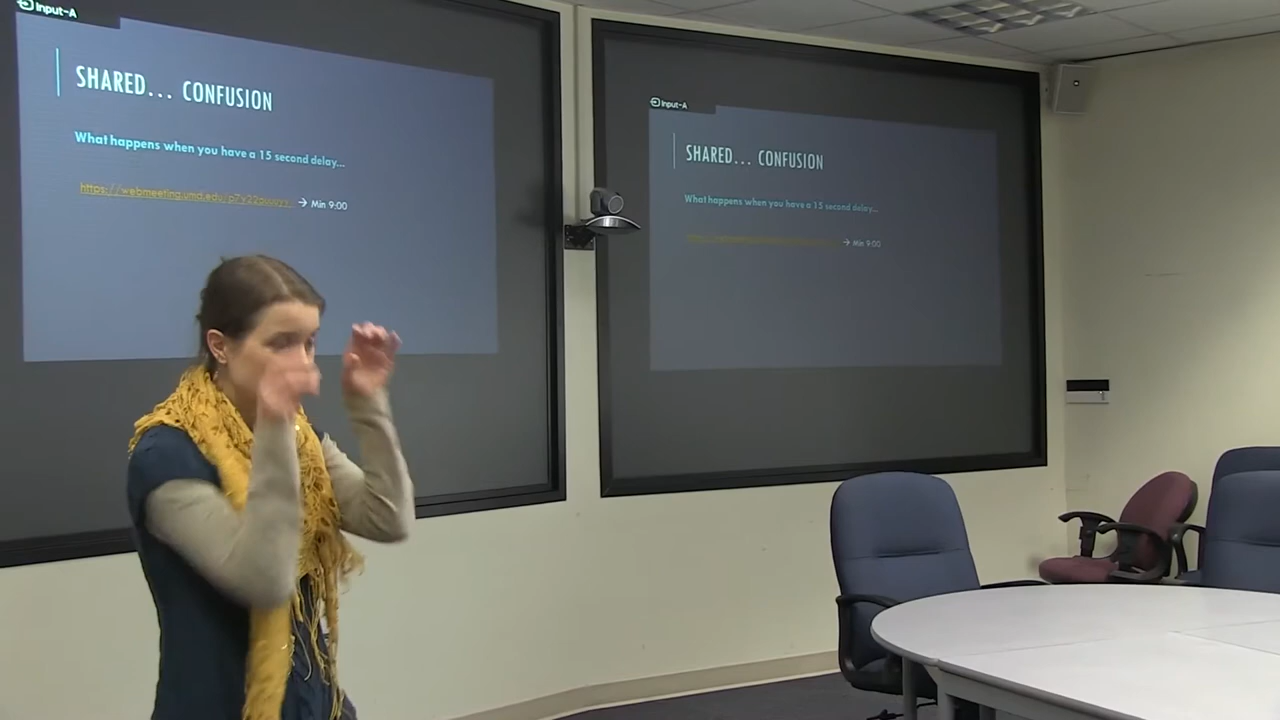 Input-A
SHARED... CONFUSION
What happens when you have a 15 second delay...
→ Min 9:00
Input-A
SHARED... CONFUSION
What happens when you have a 15 second delay...
→ Min 9:00